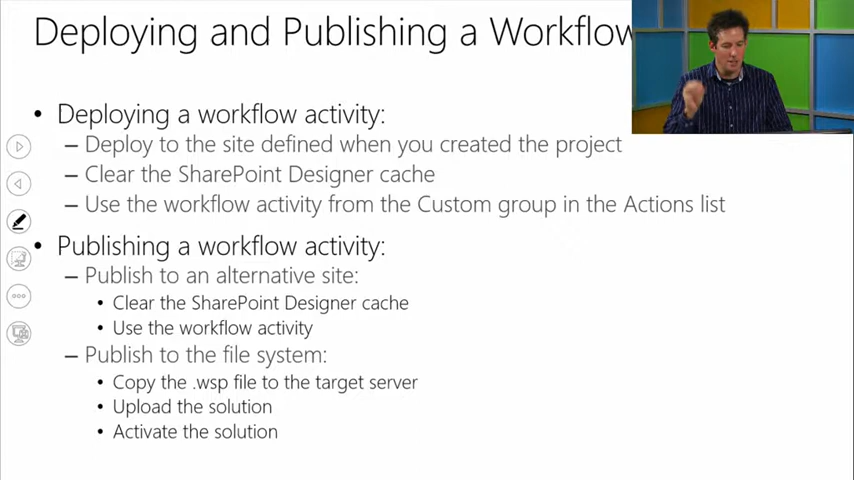 Deploying and Publishing a Workflow
• Deploying a workflow activity:
– Deploy to the site defined when you created the project
– Clear the SharePoint Designer cache
– Use the workflow activity from the Custom group in the Actions list
• Publishing a workflow activity:
– Publish to an alternative site:
• Clear the SharePoint Designer cache
• Use the workflow activity
– Publish to the file system:
• Copy the .wsp file to the target server
• Upload the solution
• Activate the solution